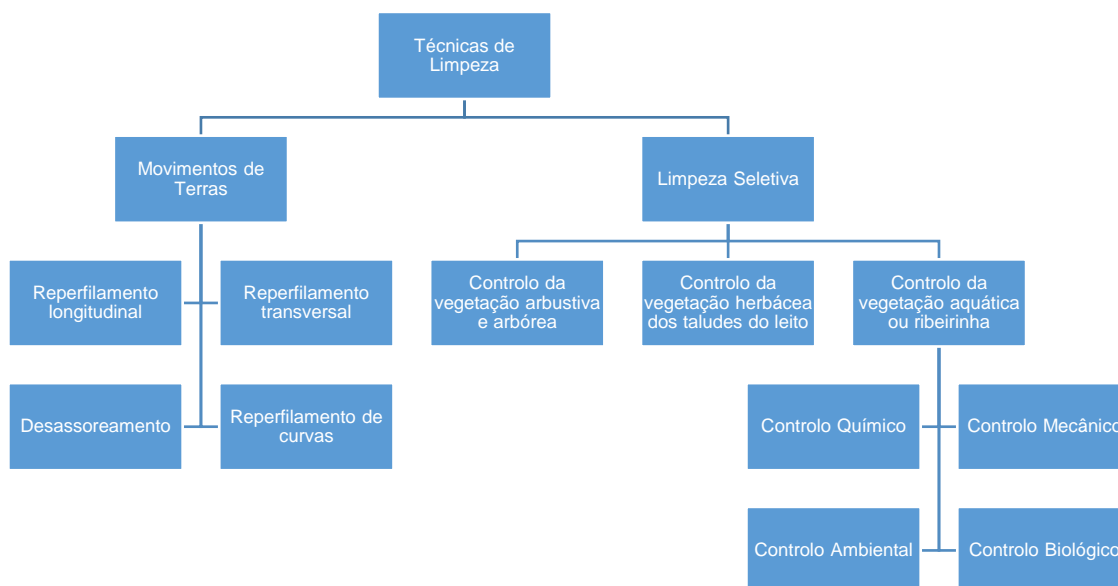 Técnicas de
Limpeza
Movimentos de
Terras
Limpeza Seletiva
Reperfilamento
longitudinal
Reperfilamento
transversal
Controlo da
vegetação arbustiva
e arbórea
Controlo da
vegetação herbácea
dos taludes do leito
Controlo da
vegetação aquática
ou ribeirinha
Desassoreamento
Reperfilamento de
curvas
Controlo Químico
Controlo Mecânico
Controlo Ambiental
Controlo Biológico